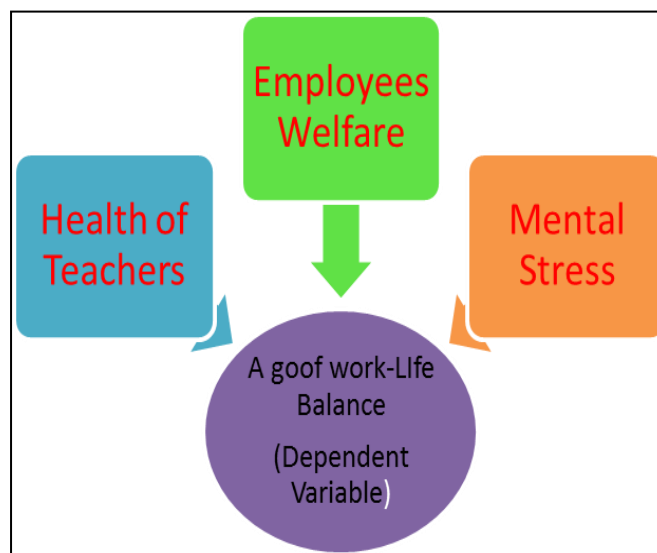 Employees
Welfare
Health of
Teachers
Mental
Stress
A goof work-LIfe
Balance
(Dependent
Variable)